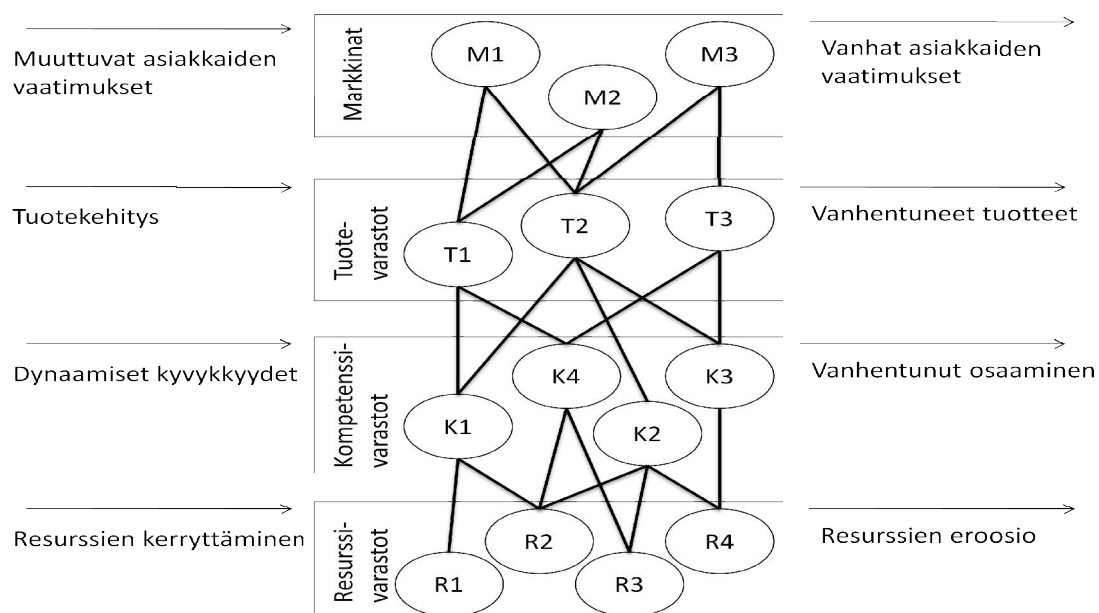 Muuttuvat asiakkaiden
vaatimukset
Markkinat
M1
M2
M3
Vanhat asiakkaiden
vaatimukset
Tuotekehitys
Tuote-
varastot
T1
T2
T3
Vanhentuneet tuotteet
Dynaamiset kyvykkyydet
Kompetenssi-
varastot
K1
K4
K2
K3
Vanhentunut osaaminen
Resurssien kerryttäminen
Resurssi-
varastot
R1
R2
R3
R4
Resurssien eroosio